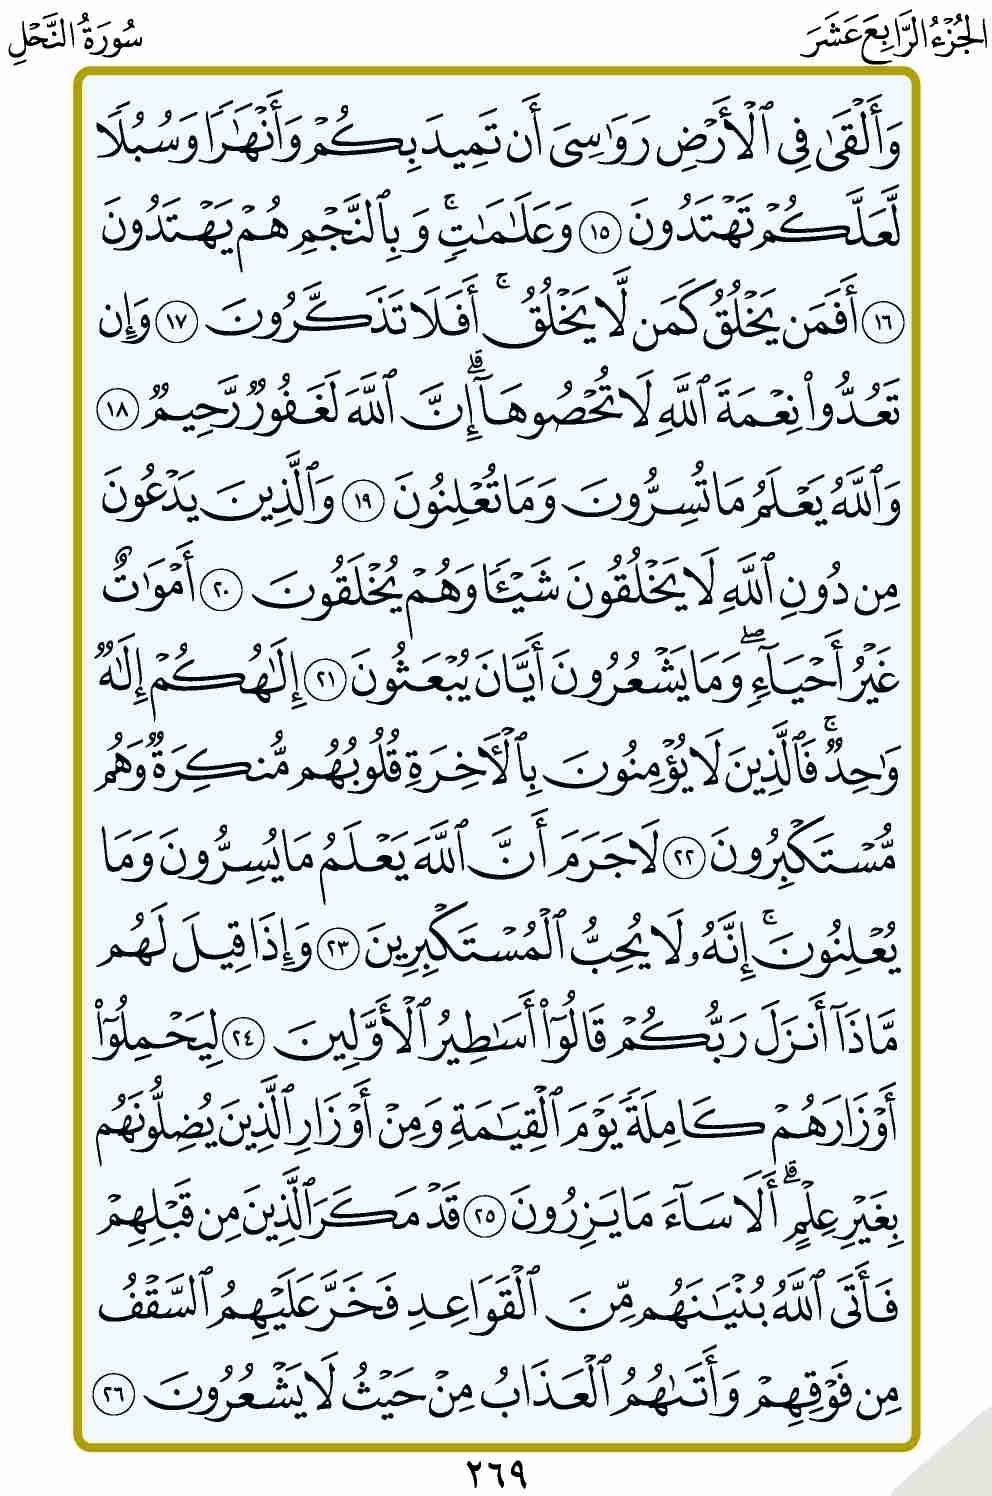 الجُزْءُ الرَّابِعَ عَشَرَ
سُورَةُ النَّحْلِ
وَأَلْقَىٰ فِي ٱلْأَرْضِ رَوَٰسِيَ أَن تَمِيدَ بِكُمْ وَأَنْهَٰرًا وَسُبُلًا
لَّعَلَّكُمْ تَهْتَدُونَ ١٥ وَعَلَٰمَٰتٍۚ وَبِٱلنَّجْمِ هُمْ يَهْتَدُونَ
١٦ أَفَمَن يَخْلُقُ كَمَن لَّا يَخْلُقُۚ أَفَلَا تَذَكَّرُونَ ١٧ وَإِن
تَعُدُّوا۟ نِعْمَةَ ٱللَّهِ لَا تُحْصُوهَآۗ إِنَّ ٱللَّهَ لَغَفُورٌ رَّحِيمٌ ١٨
وَٱللَّهُ يَعْلَمُ مَا تُسِرُّونَ وَمَا تُعْلِنُونَ ١٩ وَٱلَّذِينَ يَدْعُونَ
مِن دُونِ ٱللَّهِ لَا يَخْلُقُونَ شَيْـًٔا وَهُمْ يُخْلَقُونَ ٢٠ أَمْوَٰتٌ
غَيْرُ أَحْيَآءٍۖ وَمَا يَشْعُرُونَ أَيَّانَ يُبْعَثُونَ ٢١ إِلَٰهُكُمْ إِلَٰهٌ
وَٰحِدٌۚ فَٱلَّذِينَ لَا يُؤْمِنُونَ بِٱلْـَٔاخِرَةِ قُلُوبُهُم مُّنكِرَةٌ وَهُم
مُّسْتَكْبِرُونَ ٢٢ لَا جَرَمَ أَنَّ ٱللَّهَ يَعْلَمُ مَا يُسِرُّونَ وَمَا
يُعْلِنُونَۚ إِنَّهُۥ لَا يُحِبُّ ٱلْمُسْتَكْبِرِينَ ٢٣ وَإِذَا قِيلَ لَهُم
مَّاذَآ أَنزَلَ رَبُّكُمْ قَالُوٓا۟ أَسَٰطِيرُ ٱلْأَوَّلِينَ ٢٤ لِيَحْمِلُوٓا۟
أَوْزَارَهُمْ كَامِلَةً يَوْمَ ٱلْقِيَٰمَةِ وَمِنْ أَوْزَارِ ٱلَّذِينَ يُضِلُّونَهُم
بِغَيْرِ عِلْمٍۗ أَلَا سَآءَ مَا يَزِرُونَ ٢٥ قَدْ مَكَرَ ٱلَّذِينَ مِن قَبْلِهِمْ
فَأَتَى ٱللَّهُ بُنْيَٰنَهُم مِّنَ ٱلْقَوَاعِدِ فَخَرَّ عَلَيْهِمُ ٱلسَّقْفُ
مِن فَوْقِهِمْ وَأَتَىٰهُمُ ٱلْعَذَابُ مِنْ حَيْثُ لَا يَشْعُرُونَ ٢٦
٢٦٩